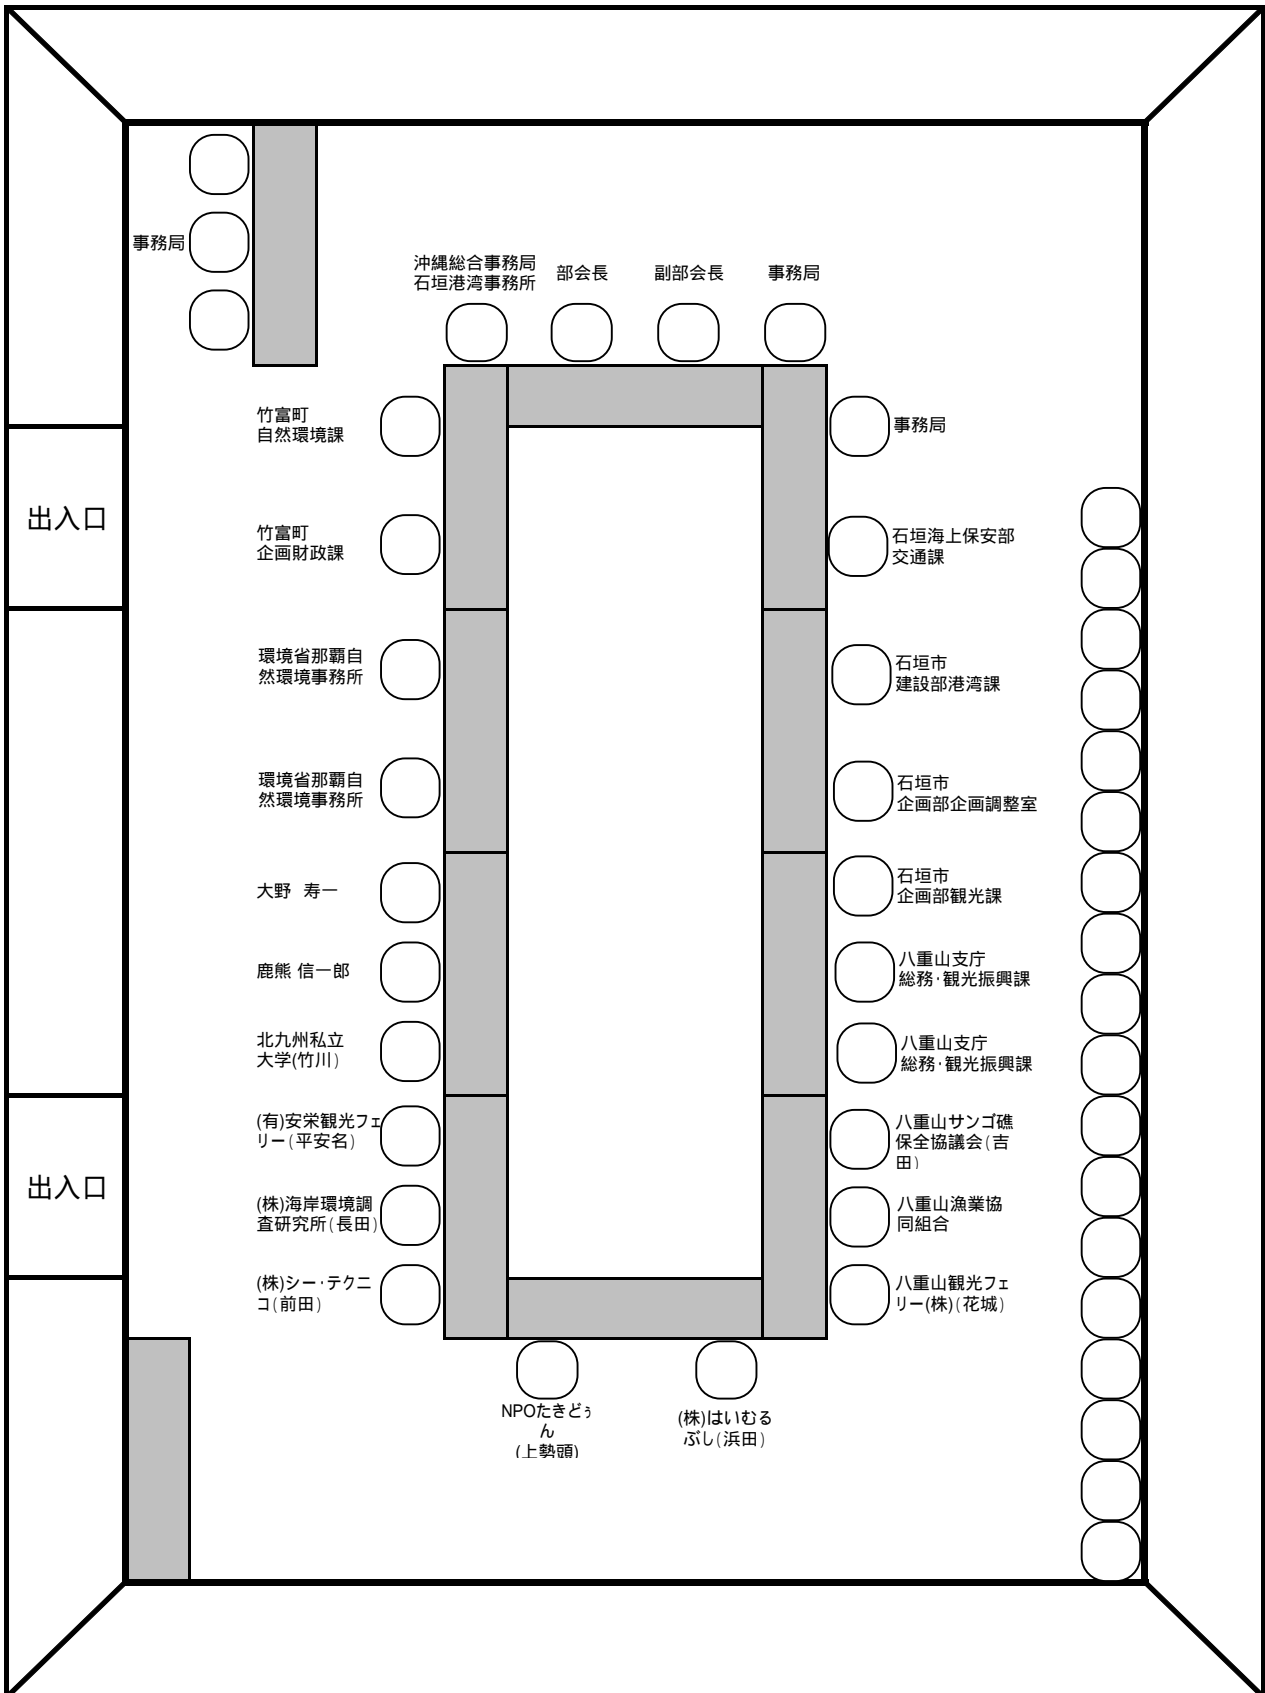 事務局
沖縄総合事務局
石垣港湾事務所
部会長
副部会長
事務局
竹富町
自然環境課
事務局
出入口
竹富町
企画財政課
石垣海上保安部
交通課
環境省那覇自
然環境事務所
石垣市
建設部港湾課
環境省那覇自
然環境事務所
石垣市
企画部企画調整室
大野 寿一
石垣市
企画部観光課
鹿熊 信一郎
八重山支庁
総務・観光振興課
北九州私立
大学(竹川)
八重山支庁
総務・観光振興課
(有)安栄観光フェ
リー(平安名)
八重山サンゴ礁
保全協議会(吉
田)
出入口
(株)海岸環境調
査研究所(長田)
八重山漁業協
同組合
(株)シー・テクニ
コ(前田)
八重山観光フェ
リー(株)(花城)
NPOたきどぅ
ん
(上勢頭)
(株)はいむる
ぶし(浜田)